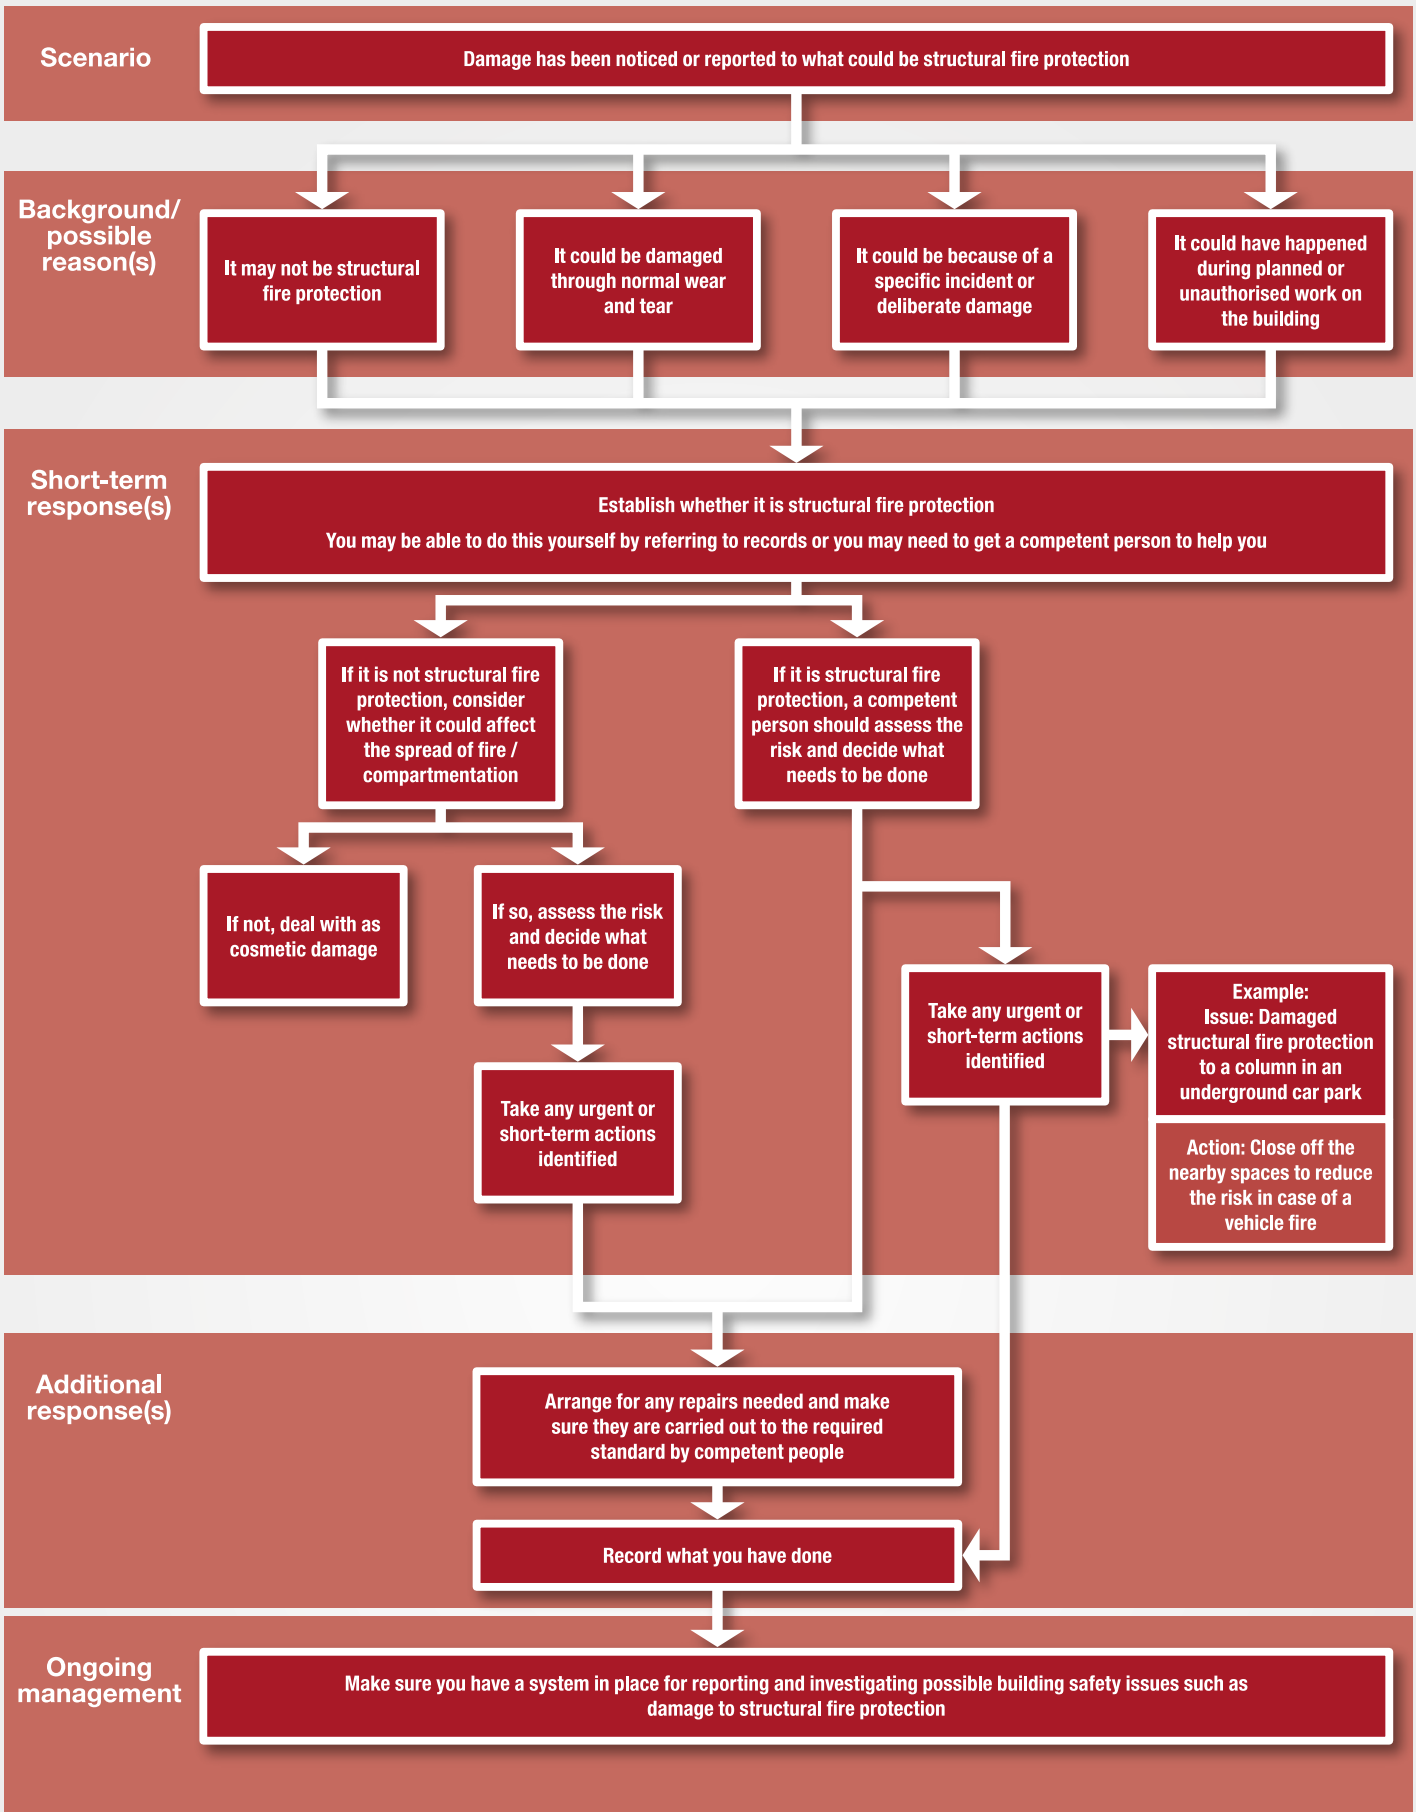 Scenario
Damage has been noticed or reported to what could be structural fire protection
Background/
possible
reason(s)
It may not be structural
fire protection
It could be damaged
through normal wear
and tear
It could be because of a
specific incident or
deliberate damage
It could have happened
during planned or
unauthorised work on
the building
Short-term
response(s)
Establish whether it is structural fire protection
You may be able to do this yourself by referring to records or you may need to get a competent person to help you
If it is not structural fire
protection, consider
whether it could affect
the spread of fire /
compartmentation
If it is structural fire
protection, a competent
person should assess the
risk and decide what
needs to be done
If not, deal with as
cosmetic damage
If so, assess the risk
and decide what
needs to be done
Take any urgent or
short-term actions
identified
Take any urgent or
short-term actions
identified
Example:
Issue: Damaged
structural fire protection
to a column in an
underground car park
Action: Close off the
nearby spaces to reduce
the risk in case of a
vehicle fire
Additional
response(s)
Arrange for any repairs needed and make
sure they are carried out to the required
standard by competent people
Record what you have done
Ongoing
management
Make sure you have a system in place for reporting and investigating possible building safety issues such as
damage to structural fire protection